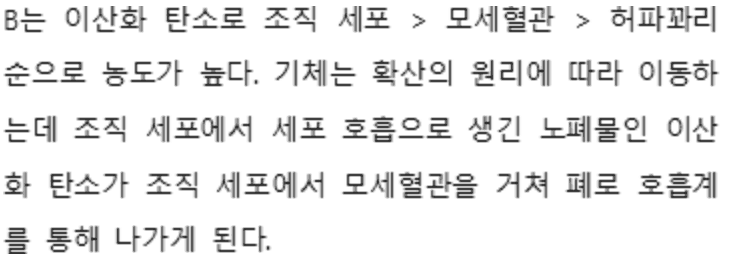 B는 이산화 탄소로 조직 세포 > 모세혈관 > 허파꽈리
순으로 농도가 높다. 기체는 확산의 원리에 따라 이동하
는데 조직 세포에서 세포 호흡으로 생긴 노폐물인 이산
화 탄소가 조직 세포에서 모세혈관을 거쳐 폐로 호흡계
를 통해 나가게 된다.